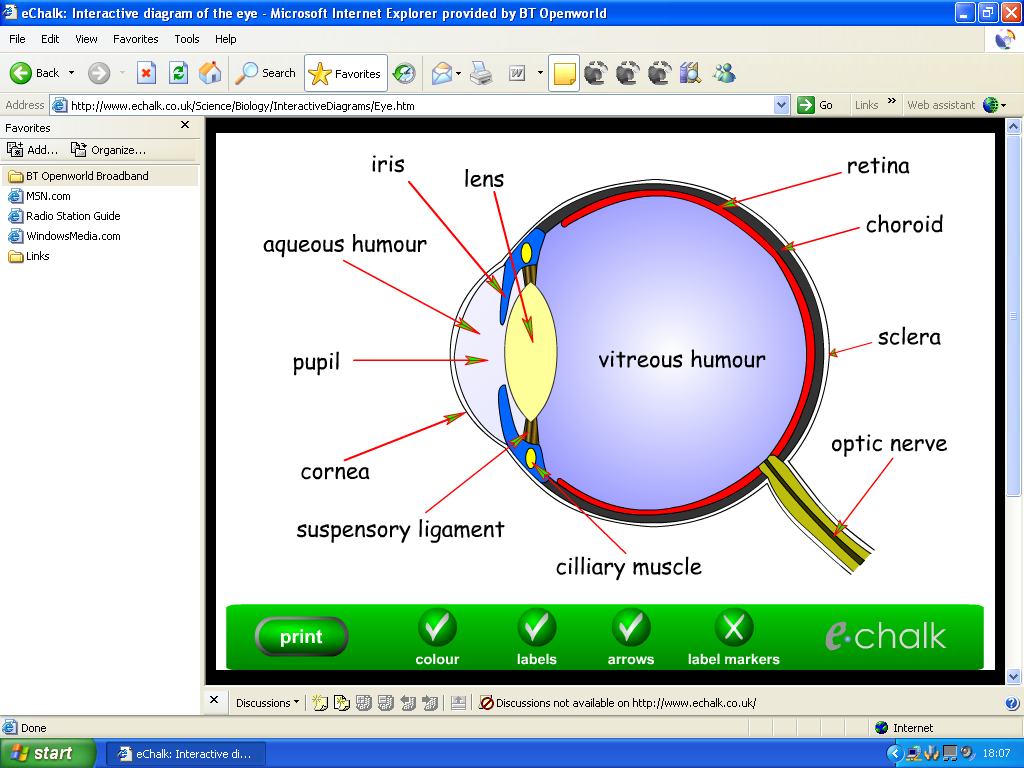 eChalk: Interactive diagram of the eye - Microsoft Internet Explorer provided by BT Openworld
File Edit View Favorites Tools Help
Back Search Favorites W
Address http://www.echalk.co.uk/Science/Biology/InteractiveDiagrams/Eye.htm Go Links » Web assistant
Favorites
Add... Organize...
BT Openworld Broadband
MSN.com
Radio Station Guide
WindowsMedia.com
Links
iris
lens
retina
choroid
aqueous humour
sclera
pupil
vitreous humour
optic nerve
cornea
suspensory ligament
cilliary muscle
print
colour
labels
arrows
label markers
e-chalk
Discussions Discussions not available on http://www.echalk.co.uk/
Done Internet
start eChalk: Interactive di... 18:07